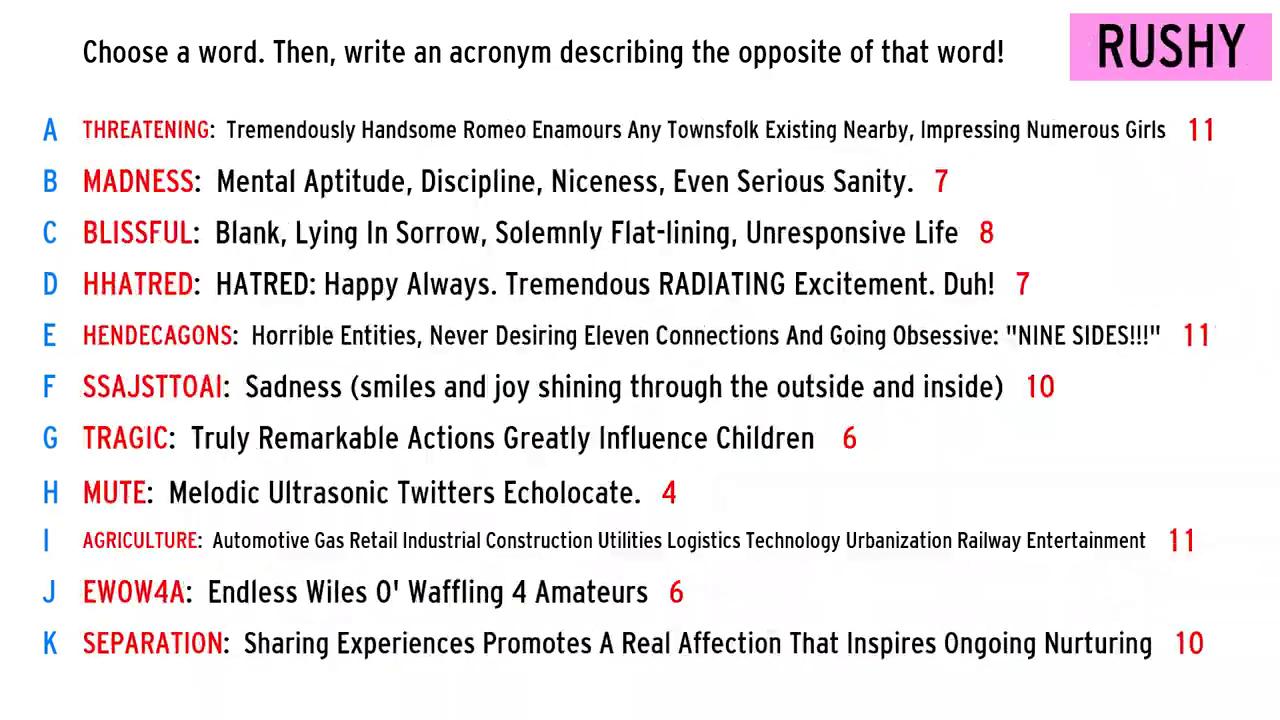 Choose a word. Then, write an acronym describing the opposite of that word!
RUSHY
A THREATENING: Tremendously Handsome Romeo Enamours Any Townsfolk Existing Nearby, Impressing Numerous Girls 11
B MADNESS: Mental Aptitude, Discipline, Niceness, Even Serious Sanity. 7
C BLISSFUL: Blank, Lying In Sorrow, Solemnly Flat-lining, Unresponsive Life 8
D HHATRED: HATRED: Happy Always. Tremendous RADIATING Excitement. Duh! 7
E HENDECAGONS: Horrible Entities, Never Desiring Eleven Connections And Going Obsessive: "NINE SIDES!!!" 11
F SSAJSTTOAI: Sadness (smiles and joy shining through the outside and inside) 10
G TRAGIC: Truly Remarkable Actions Greatly Influence Children 6
H MUTE: Melodic Ultrasonic Twitters Echolocate. 4
I AGRICULTURE: Automotive Gas Retail Industrial Construction Utilities Logistics Technology Urbanization Railway Entertainment 11
J EWOW4A: Endless Wiles O' Waffling 4 Amateurs 6
K SEPARATION: Sharing Experiences Promotes A Real Affection That Inspires Ongoing Nurturing 10